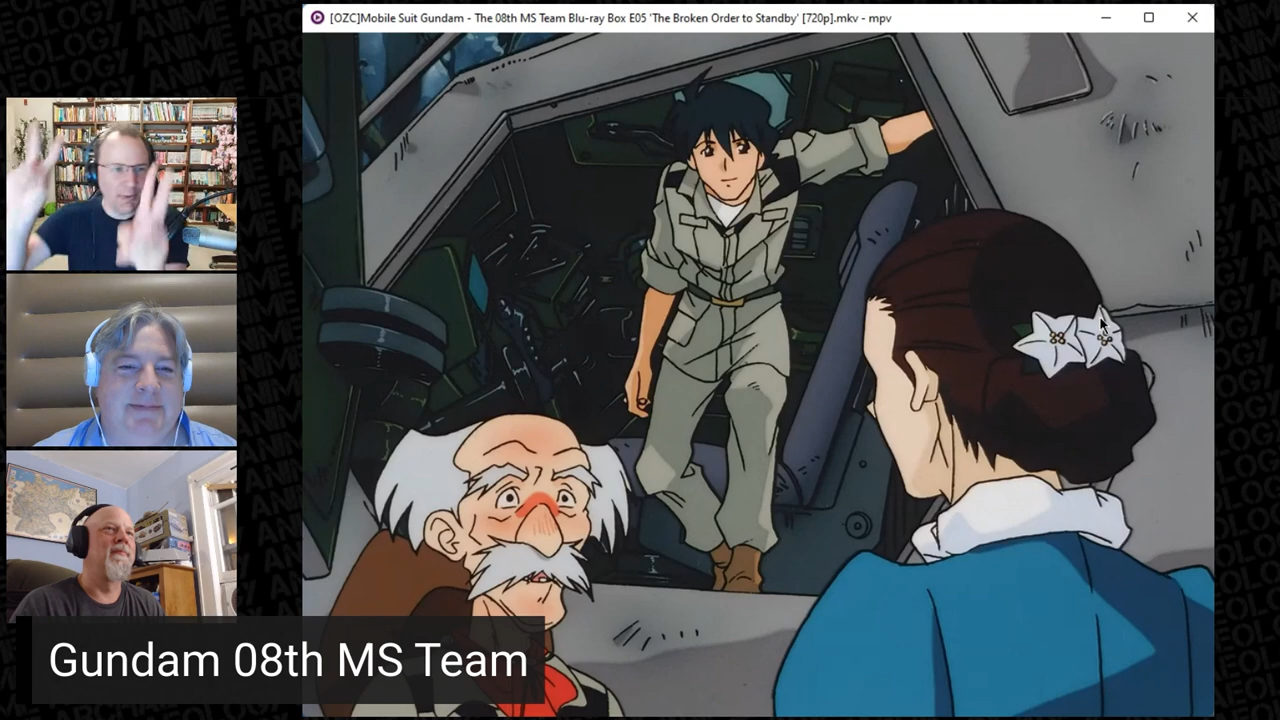 [OZC]Mobile Suit Gundam - The 08th MS Team Blu-ray Box E05 'The Broken Order to Standby' [720p].mkv - mpv
Gundam 08th MS Team